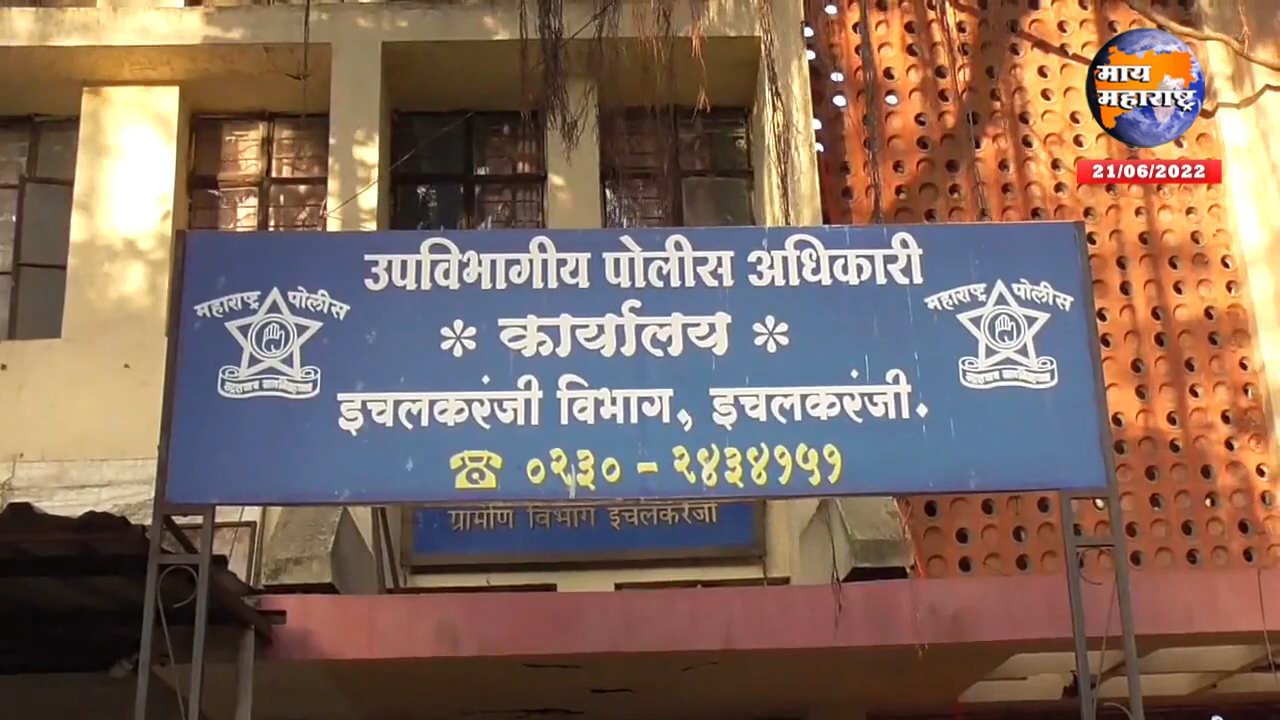 माय
महाराष्ट्र
21/06/2022
उपविभागीय पोलीस अधिकारी
महाराष्ट्र पोलीस
* कार्यालय *
महाराष्ट्र पोलीस
इचलकरंजी विभाग, इचलकरंजी.
☎ ०२३० - २४३४१५१
ग्रामीण विभाग इचलकरंजी